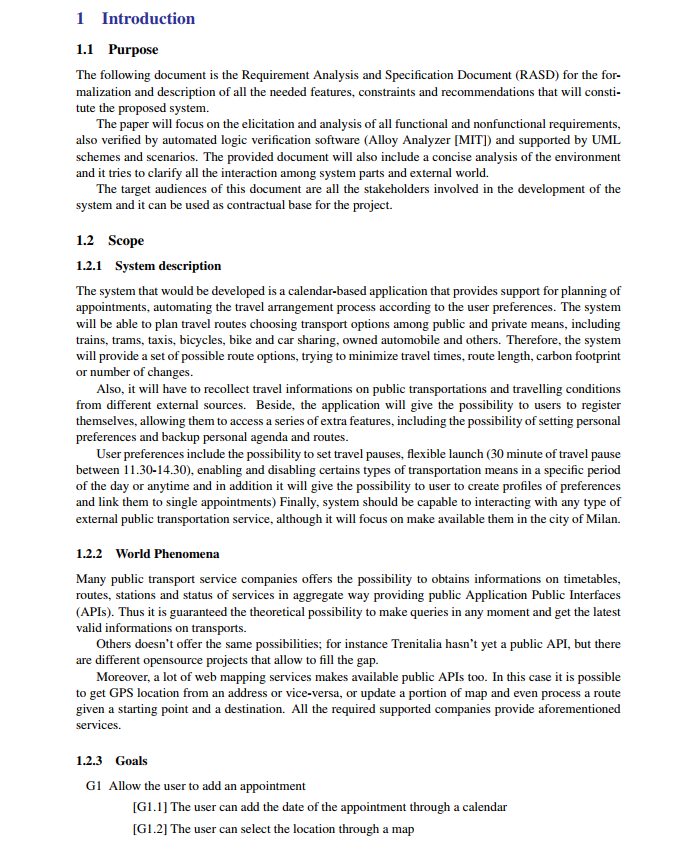 1 Introduction
1.1 Purpose
The following document is the Requirement Analysis and Specification Document (RASD) for the for-
malization and description of all the needed features, constraints and recommendations that will consti-
tute the proposed system.
The paper will focus on the elicitation and analysis of all functional and nonfunctional requirements,
also verified by automated logic verification software (Alloy Analyzer [MIT]) and supported by UML
schemes and scenarios. The provided document will also include a concise analysis of the environment
and it tries to clarify all the interaction among system parts and external world.
The target audiences of this document are all the stakeholders involved in the development of the
system and it can be used as contractual base for the project.
1.2 Scope
1.2.1 System description
The system that would be developed is a calendar-based application that provides support for planning of
appointments, automating the travel arrangement process according to the user preferences. The system
will be able to plan travel routes choosing transport options among public and private means, including
trains, trams, taxis, bicycles, bike and car sharing, owned automobile and others. Therefore, the system
will provide a set of possible route options, trying to minimize travel times, route length, carbon footprint
or number of changes.
Also, it will have to recollect travel informations on public transportations and travelling conditions
from different external sources. Beside, the application will give the possibility to users to register
themselves, allowing them to access a series of extra features, including the possibility of setting personal
preferences and backup personal agenda and routes.
User preferences include the possibility to set travel pauses, flexible launch (30 minute of travel pause
between 11.30-14.30), enabling and disabling certains types of transportation means in a specific period
of the day or anytime and in addition it will give the possibility to user to create profiles of preferences
and link them to single appointments) Finally, system should be capable to interacting with any type of
external public transportation service, although it will focus on make available them in the city of Milan.
1.2.2 World Phenomena
Many public transport service companies offers the possibility to obtains informations on timetables,
routes, stations and status of services in aggregate way providing public Application Public Interfaces
(APIs). Thus it is guaranteed the theoretical possibility to make queries in any moment and get the latest
valid informations on transports.
Others doesn't offer the same possibilities; for instance Trenitalia hasn't yet a public API, but there
are different opensource projects that allow to fill the gap.
Moreover, a lot of web mapping services makes available public APIs too. In this case it is possible
to get GPS location from an address or vice-versa, or update a portion of map and even process a route
given a starting point and a destination. All the required supported companies provide aforementioned
services.
1.2.3 Goals
G1 Allow the user to add an appointment
[G1.1] The user can add the date of the appointment through a calendar
[G1.2] The user can select the location through a map